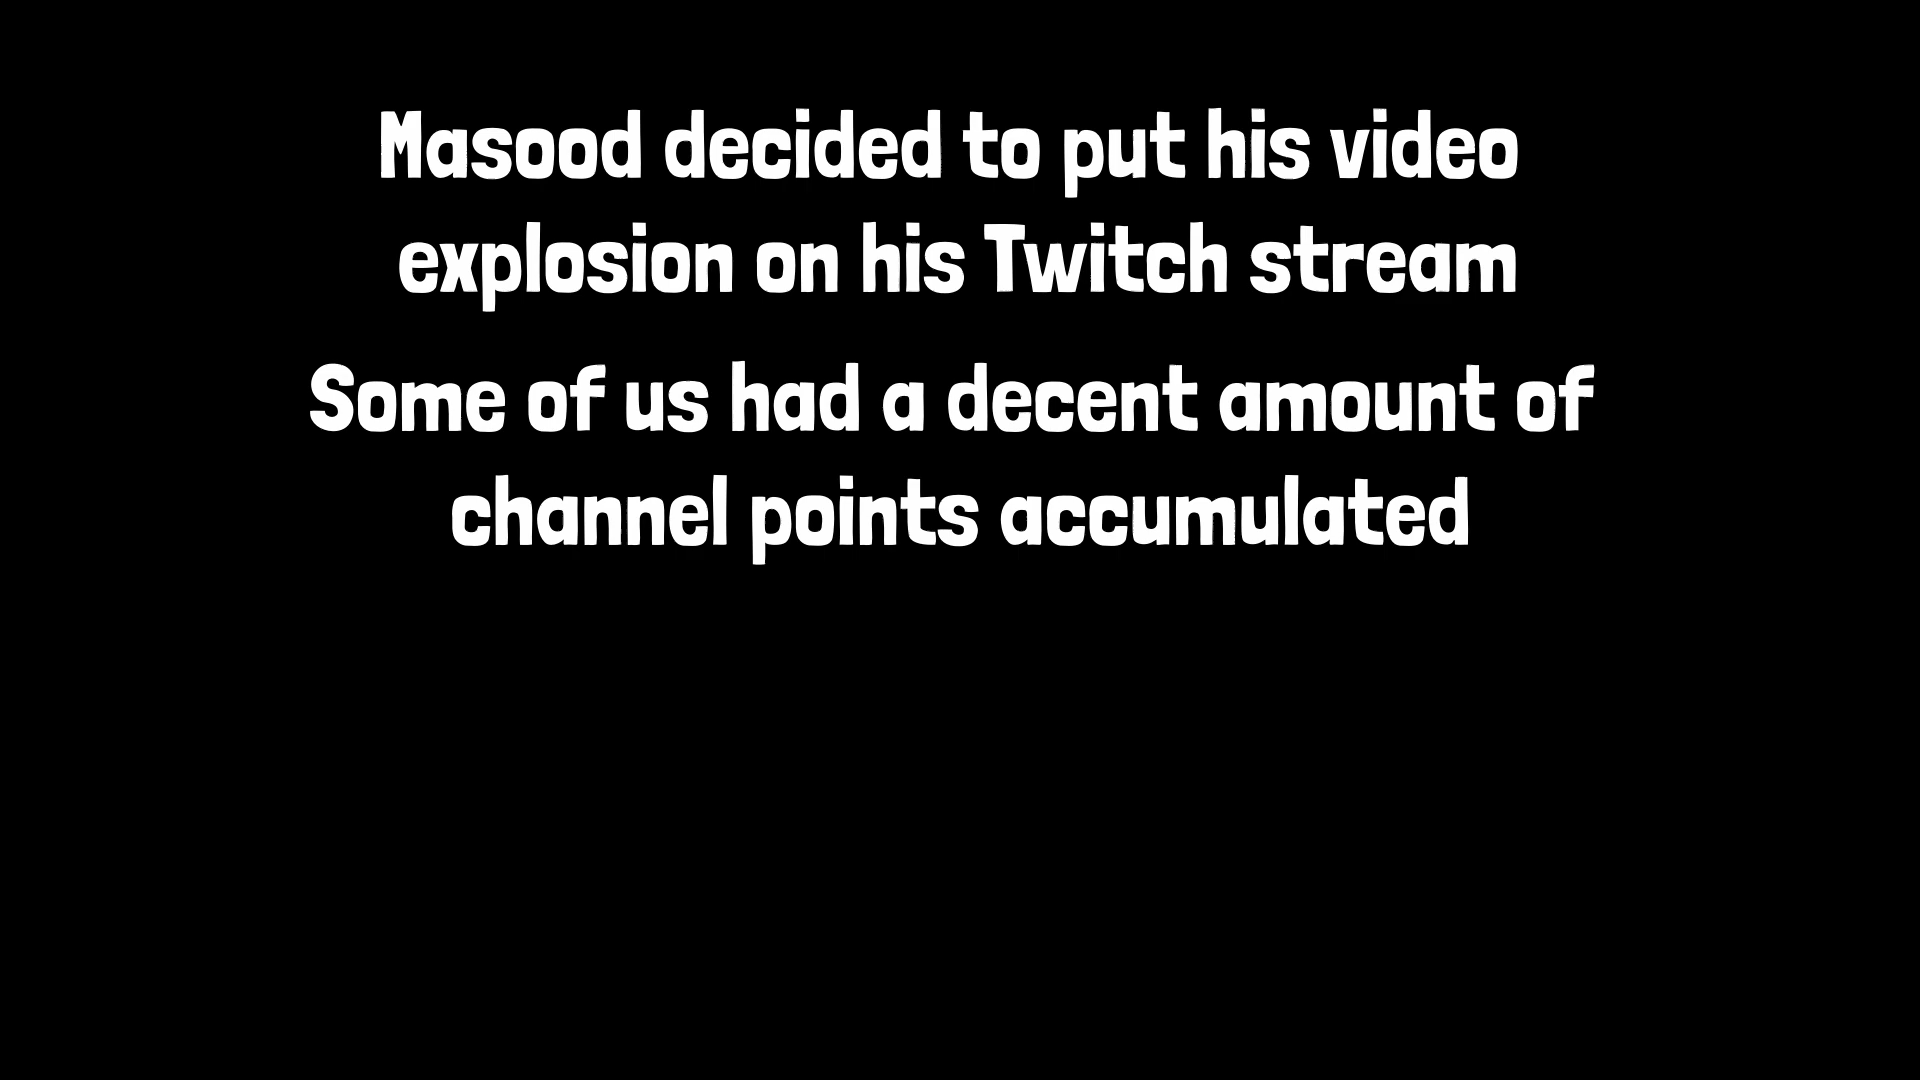 Masood decided to put his video
explosion on his Twitch stream
Some of us had a decent amount of
channel points accumulated